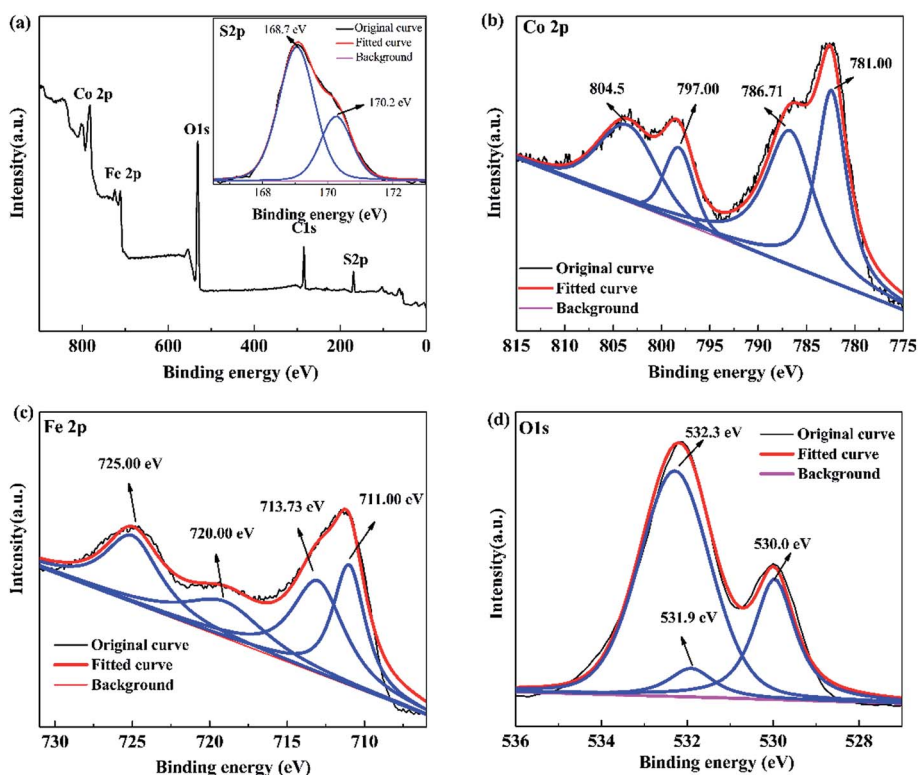 (a)
S2p
168.7 eV
Original curve
Fitted curve
Background
170.2 eV
168
170
172
Binding energy (eV)
Co 2p
Fe 2p
O1s
C1s
S2p
Intensity(a.u.)
800
600
400
200
0
Binding energy (eV)
(b)
Co 2p
804.5
797.00
786.71
781.00
Intensity(a.u.)
Original curve
Fitted curve
Background
815
810
805
800
795
790
785
780
775
Binding energy (eV)
(c)
Fe 2p
725.00 eV
720.00 eV
713.73 eV
711.00 eV
Intensity(a.u.)
Original curve
Fitted curve
Background
730
725
720
715
710
Binding energy (eV)
(d)
O1s
532.3 eV
Original curve
Fitted curve
Background
530.0 eV
531.9 eV
Intensity(a.u.)
536
534
532
530
528
Binding energy (eV)